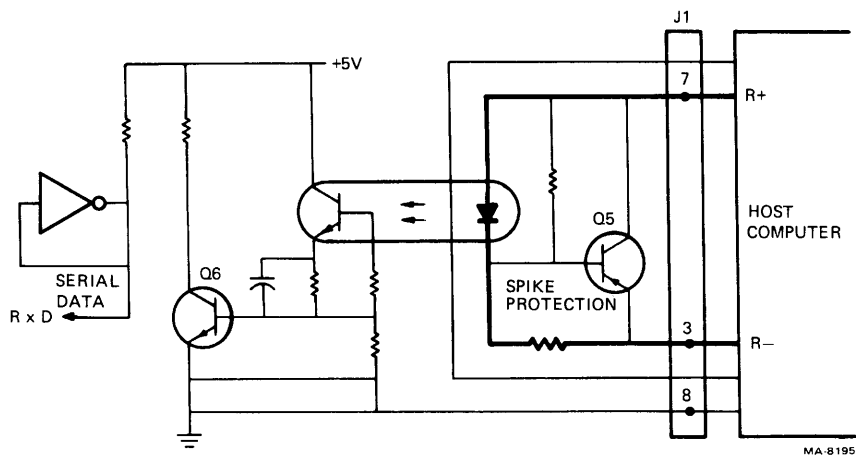 J1
+5V
7
R+
Q5
HOST
COMPUTER
SERIAL
DATA
Q6
SPIKE
PROTECTION
R x D
3
R−
8
MA-8195